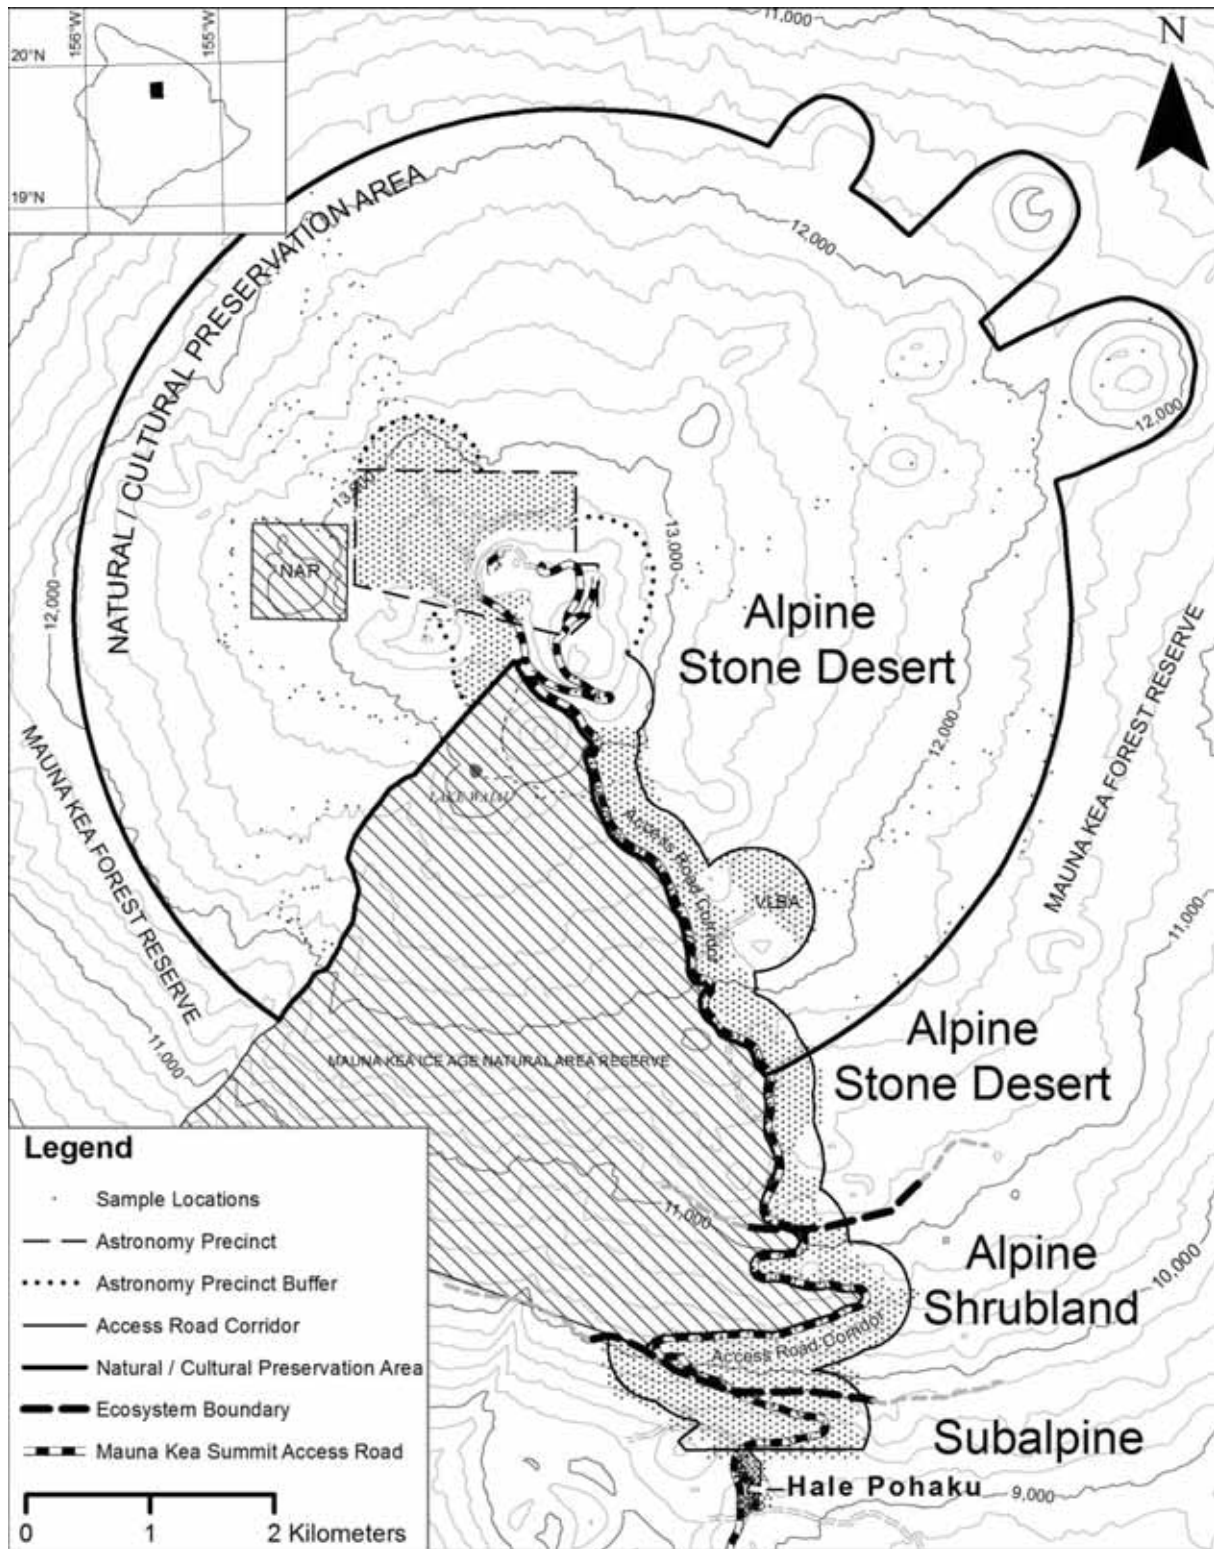 156°W
155°W
20°N
19°N
11,000
N
NATURAL / CULTURAL PRESERVATION AREA
12,000
12,000
13,000
13,000
NAR
12,000
Alpine
Stone Desert
MAUNA KEA FOREST RESERVE
12,000
MAUNA KEA FOREST RESERVE
LAKE WAIAU
Access Road Corridor
VLBA
11,000
11,000
Alpine
Stone Desert
MAUNA KEA ICE AGE NATURAL AREA RESERVE
11,000
Alpine
Shrubland
10,000
Access Road Corridor
Subalpine
Hale Pohaku
9,000
Legend
Sample Locations
Astronomy Precinct
Astronomy Precinct Buffer
Access Road Corridor
Natural / Cultural Preservation Area
Ecosystem Boundary
Mauna Kea Summit Access Road
0 1 2 Kilometers